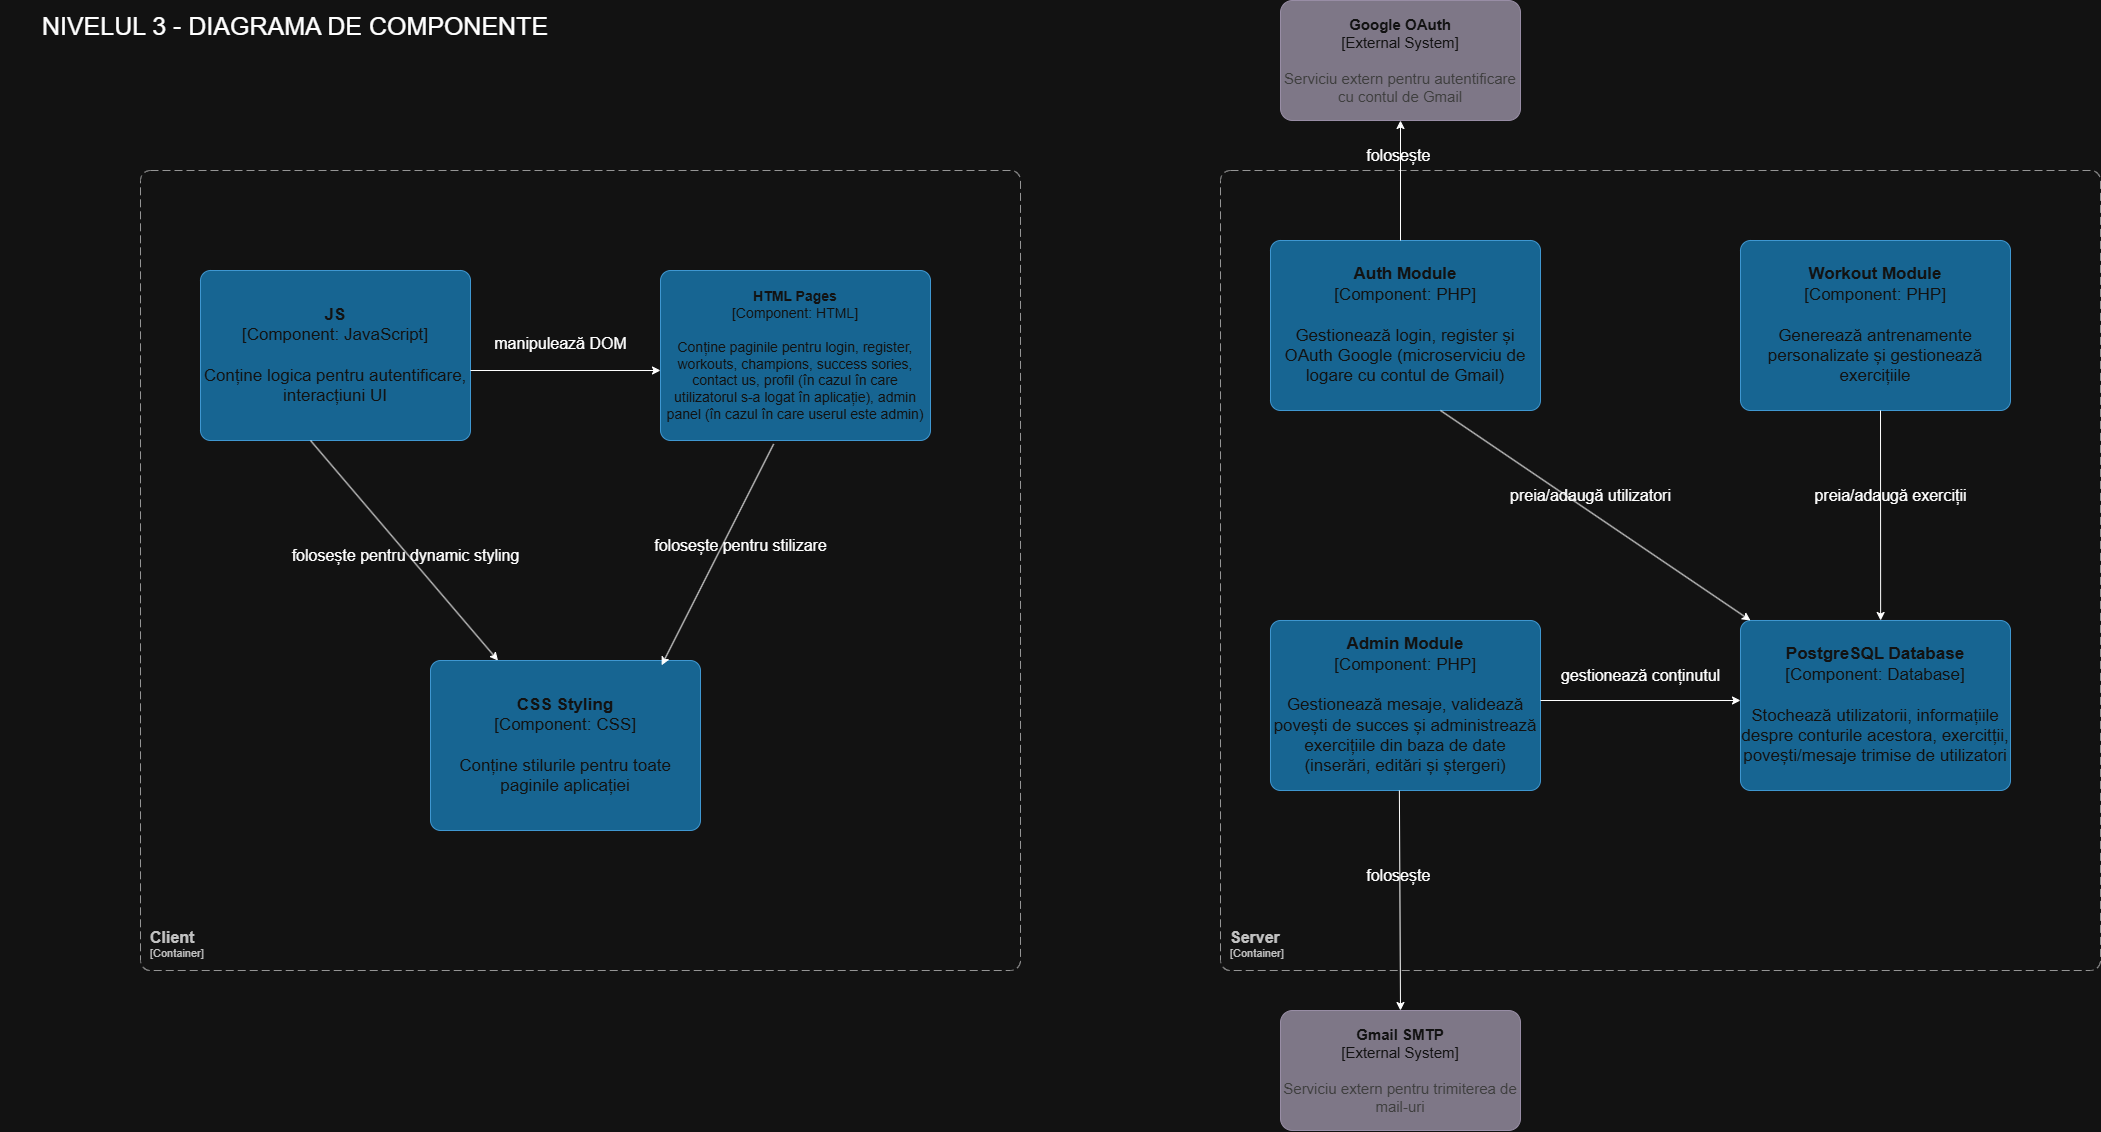 NIVELUL 3 - DIAGRAMA DE COMPONENTE
Google OAuth
[External System]
Serviciu extern pentru autentificare
cu contul de Gmail
folosește
JS
[Component: JavaScript]
Conține logica pentru autentificare,
interacțiuni UI
manipulează DOM
HTML Pages
[Component: HTML]
Conține paginile pentru login, register,
workouts, champions, success sories,
contact us, profil (în cazul în care
utilizatorul s-a logat în aplicație), admin
panel (în cazul în care userul este admin)
folosește pentru dynamic styling
folosește pentru stilizare
CSS Styling
[Component: CSS]
Conține stilurile pentru toate
paginile aplicației
Client
[Container]
Auth Module
[Component: PHP]
Gestionează login, register și
OAuth Google (microserviciu de
logare cu contul de Gmail)
Workout Module
[Component: PHP]
Generează antrenamente
personalizate și gestionează
exercițiile
preia/adaugă utilizatori
preia/adaugă exerciții
Admin Module
[Component: PHP]
Gestionează mesaje, validează
povești de succes și administrează
exercițiile din baza de date
(inserări, editări și ștergeri)
gestionează conținutul
PostgreSQL Database
[Component: Database]
Stochează utilizatorii, informațiile
despre conturile acestora, exercitții,
povești/mesaje trimise de utilizatori
folosește
Server
[Container]
Gmail SMTP
[External System]
Serviciu extern pentru trimiterea de
mail-uri